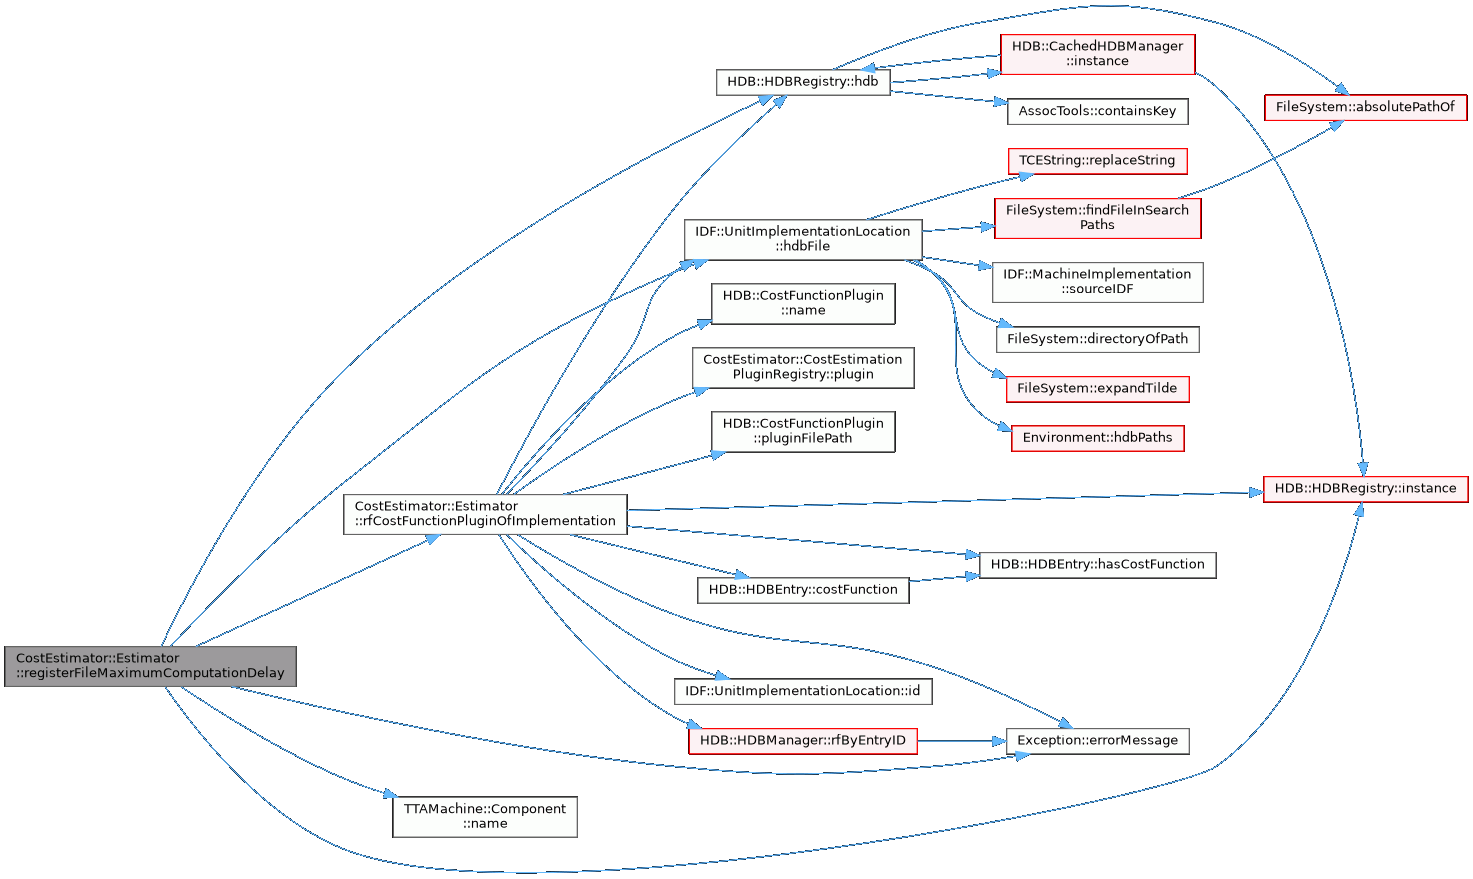 HDB::CachedHDBManager
::instance
HDB::HDBRegistry::hdb
FileSystem::absolutePathOf
AssocTools::containsKey
TCEString::replaceString
FileSystem::findFileInSearch
Paths
IDF::UnitImplementationLocation
::hdbFile
IDF::MachineImplementation
::sourceIDF
HDB::CostFunctionPlugin
::name
FileSystem::directoryOfPath
CostEstimator::CostEstimation
PluginRegistry::plugin
FileSystem::expandTilde
HDB::CostFunctionPlugin
::pluginFilePath
Environment::hdbPaths
HDB::HDBRegistry::instance
CostEstimator::Estimator
::rfCostFunctionPluginOfImplementation
HDB::HDBEntry::hasCostFunction
HDB::HDBEntry::costFunction
CostEstimator::Estimator
::registerFileMaximumComputationDelay
IDF::UnitImplementationLocation::id
HDB::HDBManager::rfByEntryID
Exception::errorMessage
TTAMachine::Component
::name